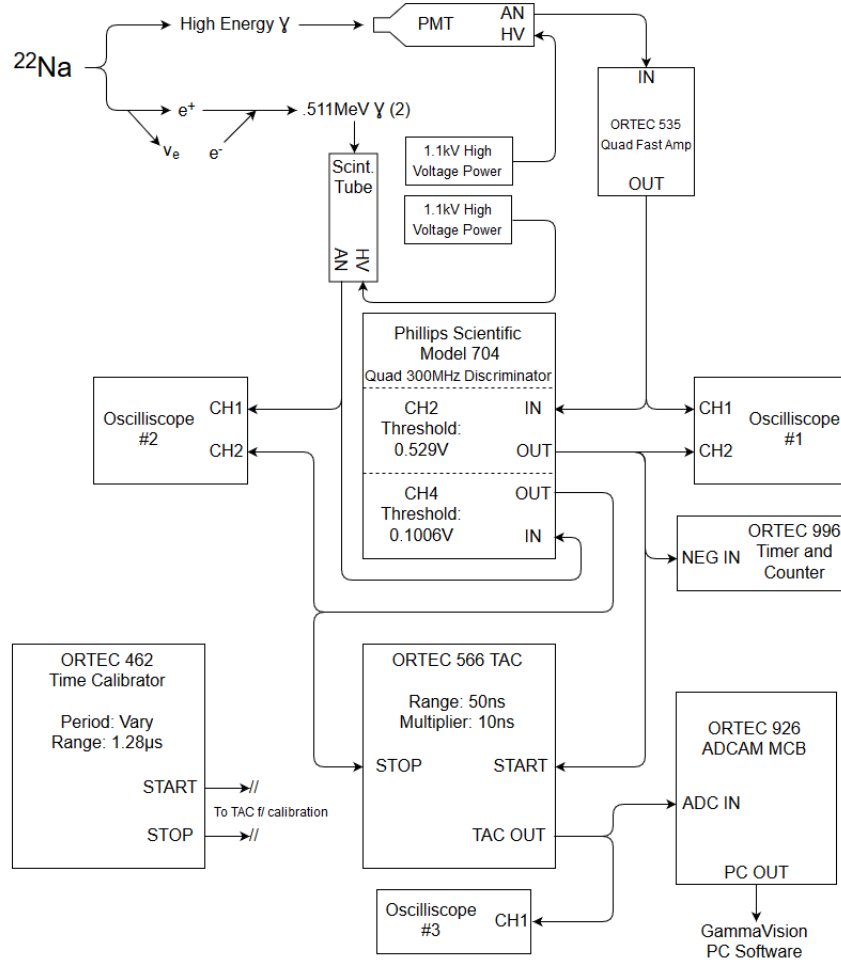 High Energy Ɣ
PMT
AN
HV
²²Na
IN
ORTEC 535
Quad Fast Amp
OUT
e⁺
.511MeV Ɣ (2)
νₑ
e⁻
1.1kV High
Voltage Power
Scint.
Tube
AN
HV
1.1kV High
Voltage Power
Phillips Scientific
Model 704
Quad 300MHz Discriminator
CH2
Threshold:
0.529V
IN
OUT
CH4
Threshold:
0.1006V
OUT
IN
Oscilliscope
#2
CH1
CH2
CH1
CH2
Oscilliscope
#1
NEG IN
ORTEC 996
Timer and
Counter
ORTEC 462
Time Calibrator
Period: Vary
Range: 1.28μs
START
//
To TAC f/ calibration
STOP
//
ORTEC 566 TAC
Range: 50ns
Multiplier: 10ns
STOP
START
TAC OUT
ORTEC 926
ADCAM MCB
ADC IN
PC OUT
Oscilliscope
#3
CH1
GammaVision
PC Software